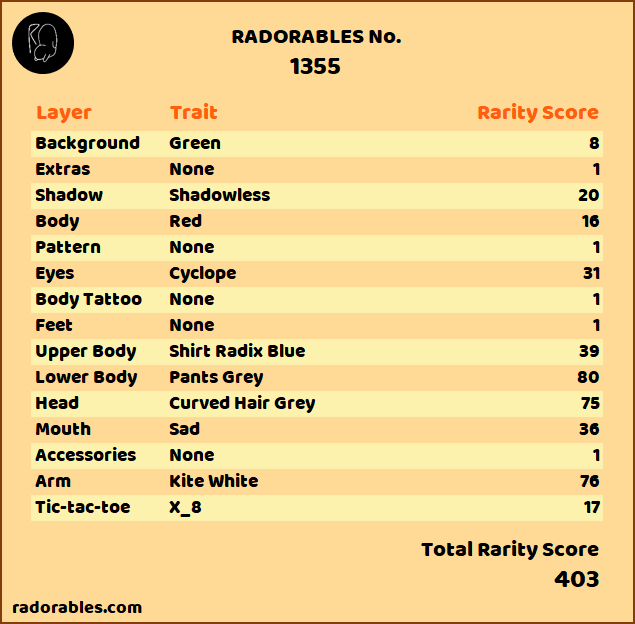 RADORABLES No.
1355
Layer Trait Rarity Score
Background Green 8
Extras None 1
Shadow Shadowless 20
Body Red 16
Pattern None 1
Eyes Cyclope 31
Body Tattoo None 1
Feet None 1
Upper Body Shirt Radix Blue 39
Lower Body Pants Grey 80
Head Curved Hair Grey 75
Mouth Sad 36
Accessories None 1
Arm Kite White 76
Tic-tac-toe X_8 17
Total Rarity Score
403
radorables.com